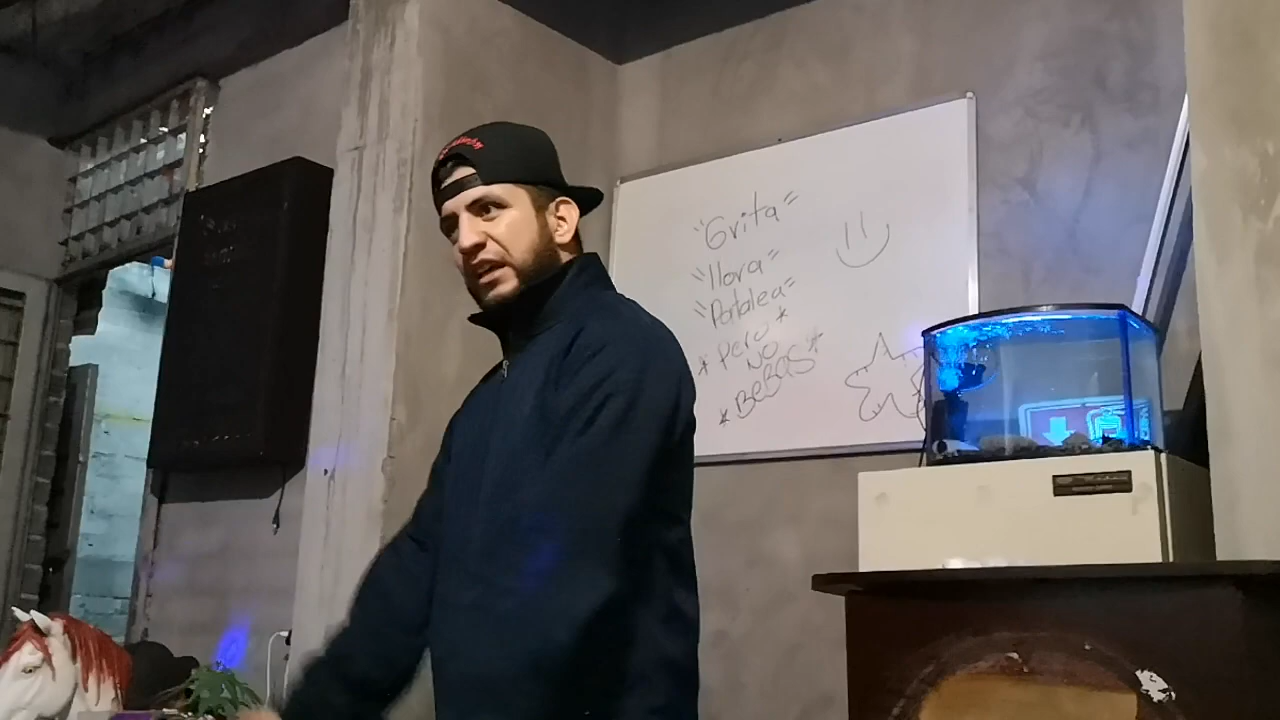 "Grita"
"llora"
"Patalea"
*Pero*
NO
*BeBAS*